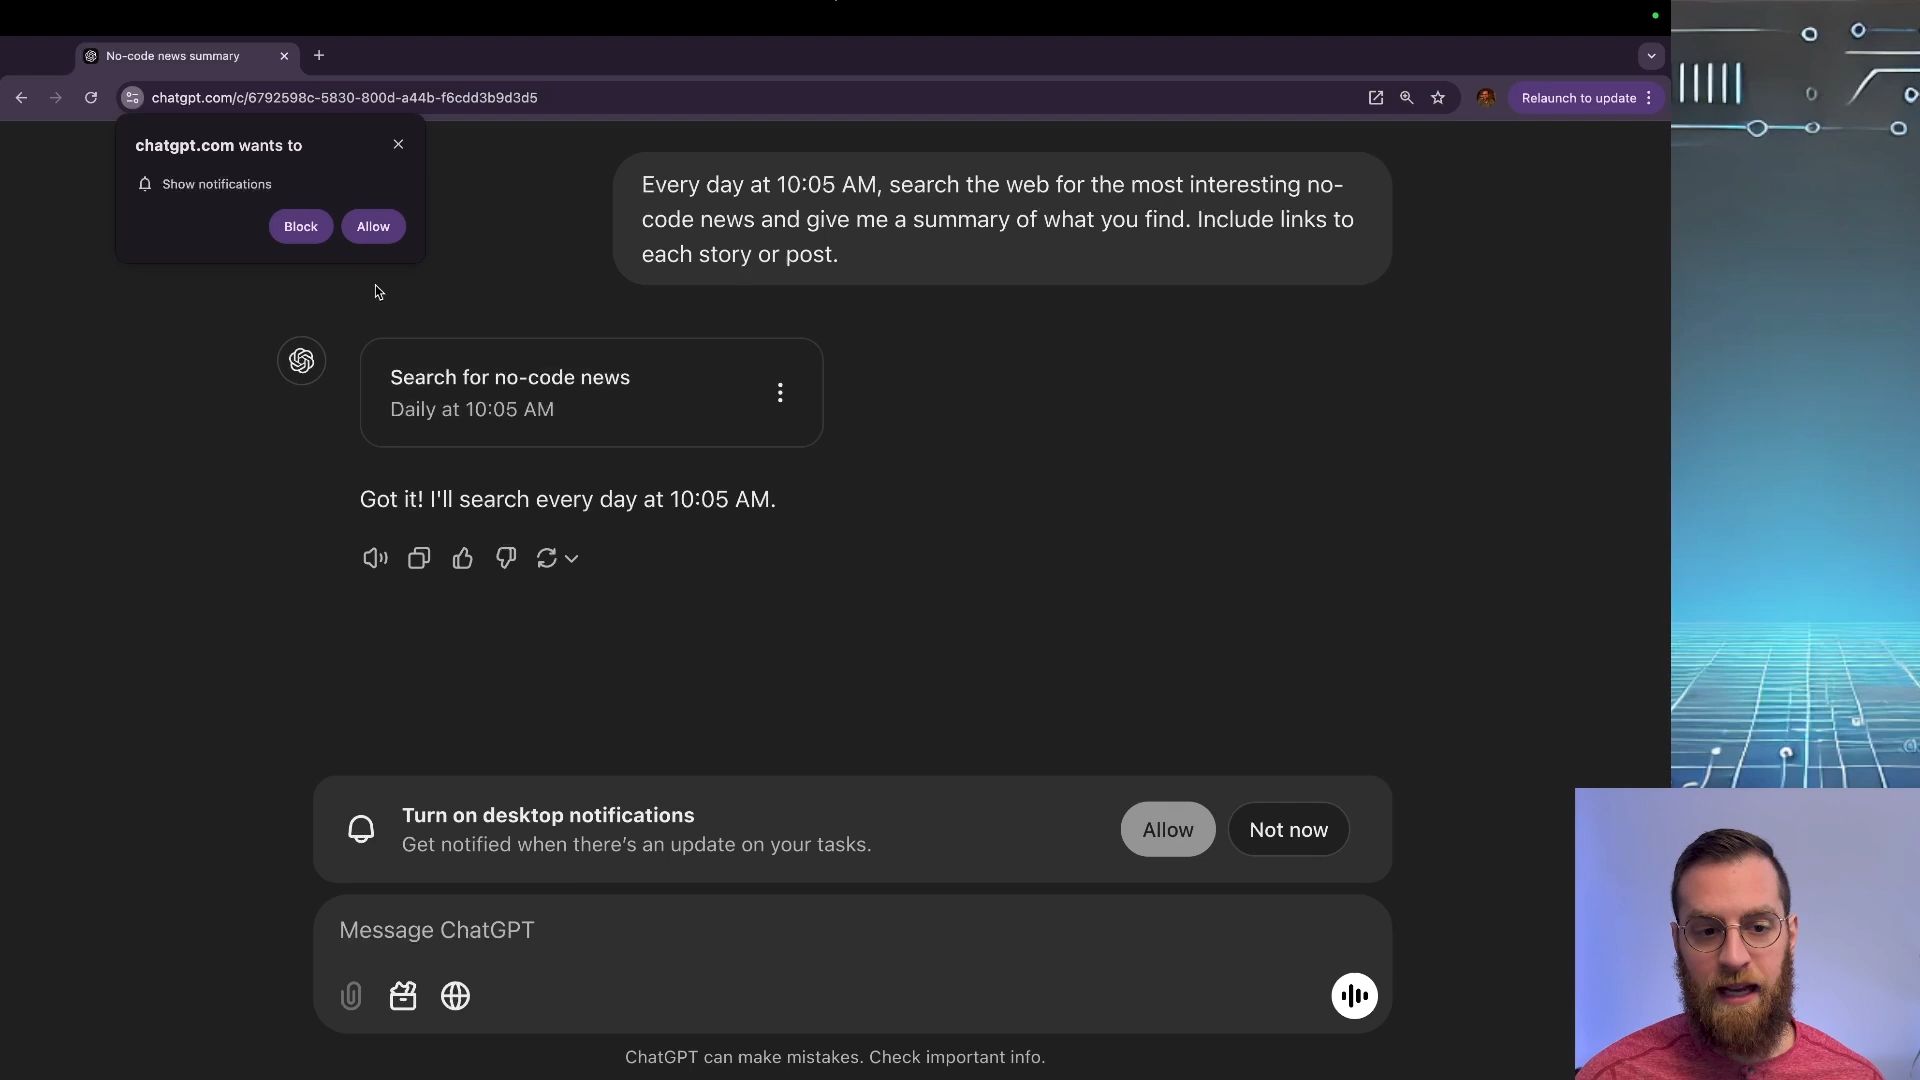 No-code news summary
chatgpt.com/c/6792598c-5830-800d-a44b-f6cdd3b9d3d5
Relaunch to update
chatgpt.com wants to
Show notifications
Block
Allow
Every day at 10:05 AM, search the web for the most interesting no-
code news and give me a summary of what you find. Include links to
each story or post.
Search for no-code news
Daily at 10:05 AM
Got it! I'll search every day at 10:05 AM.
Turn on desktop notifications
Get notified when there’s an update on your tasks.
Allow
Not now
Message ChatGPT
ChatGPT can make mistakes. Check important info.